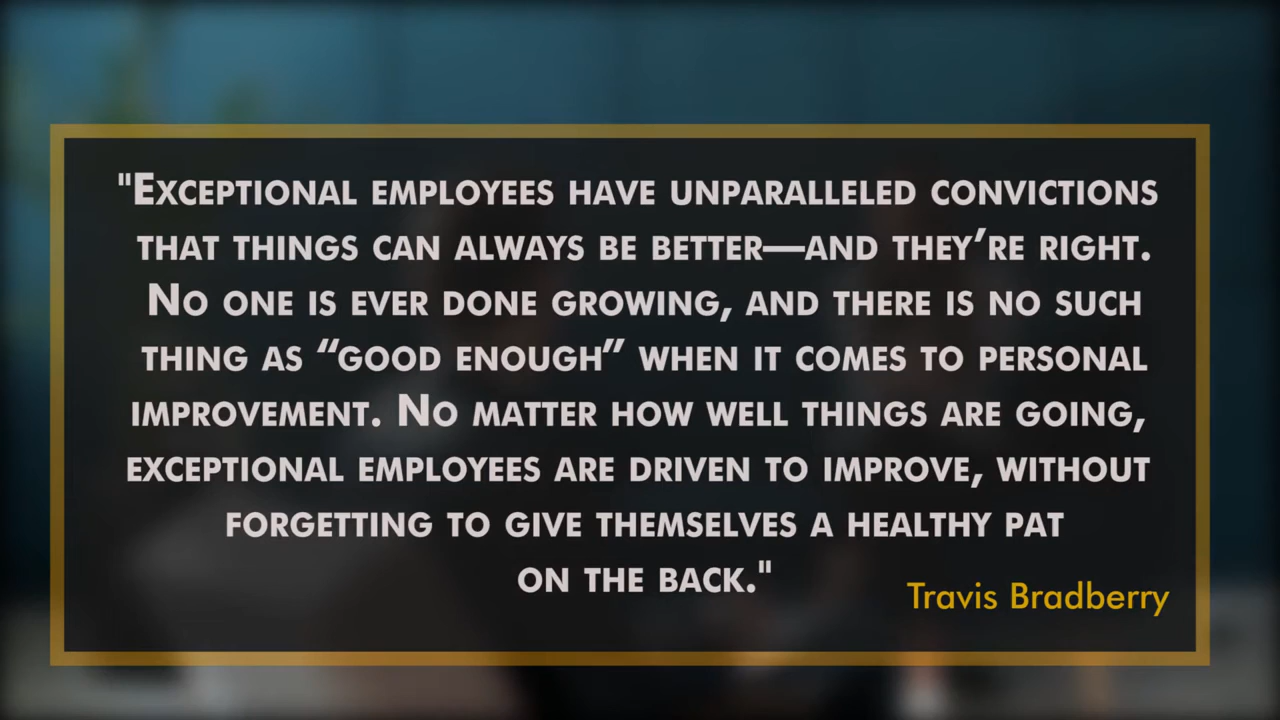 "Exceptional employees have unparalleled convictions
that things can always be better—and they’re right.
No one is ever done growing, and there is no such
thing as “good enough” when it comes to personal
improvement. No matter how well things are going,
exceptional employees are driven to improve, without
forgetting to give themselves a healthy pat
on the back."
Travis Bradberry